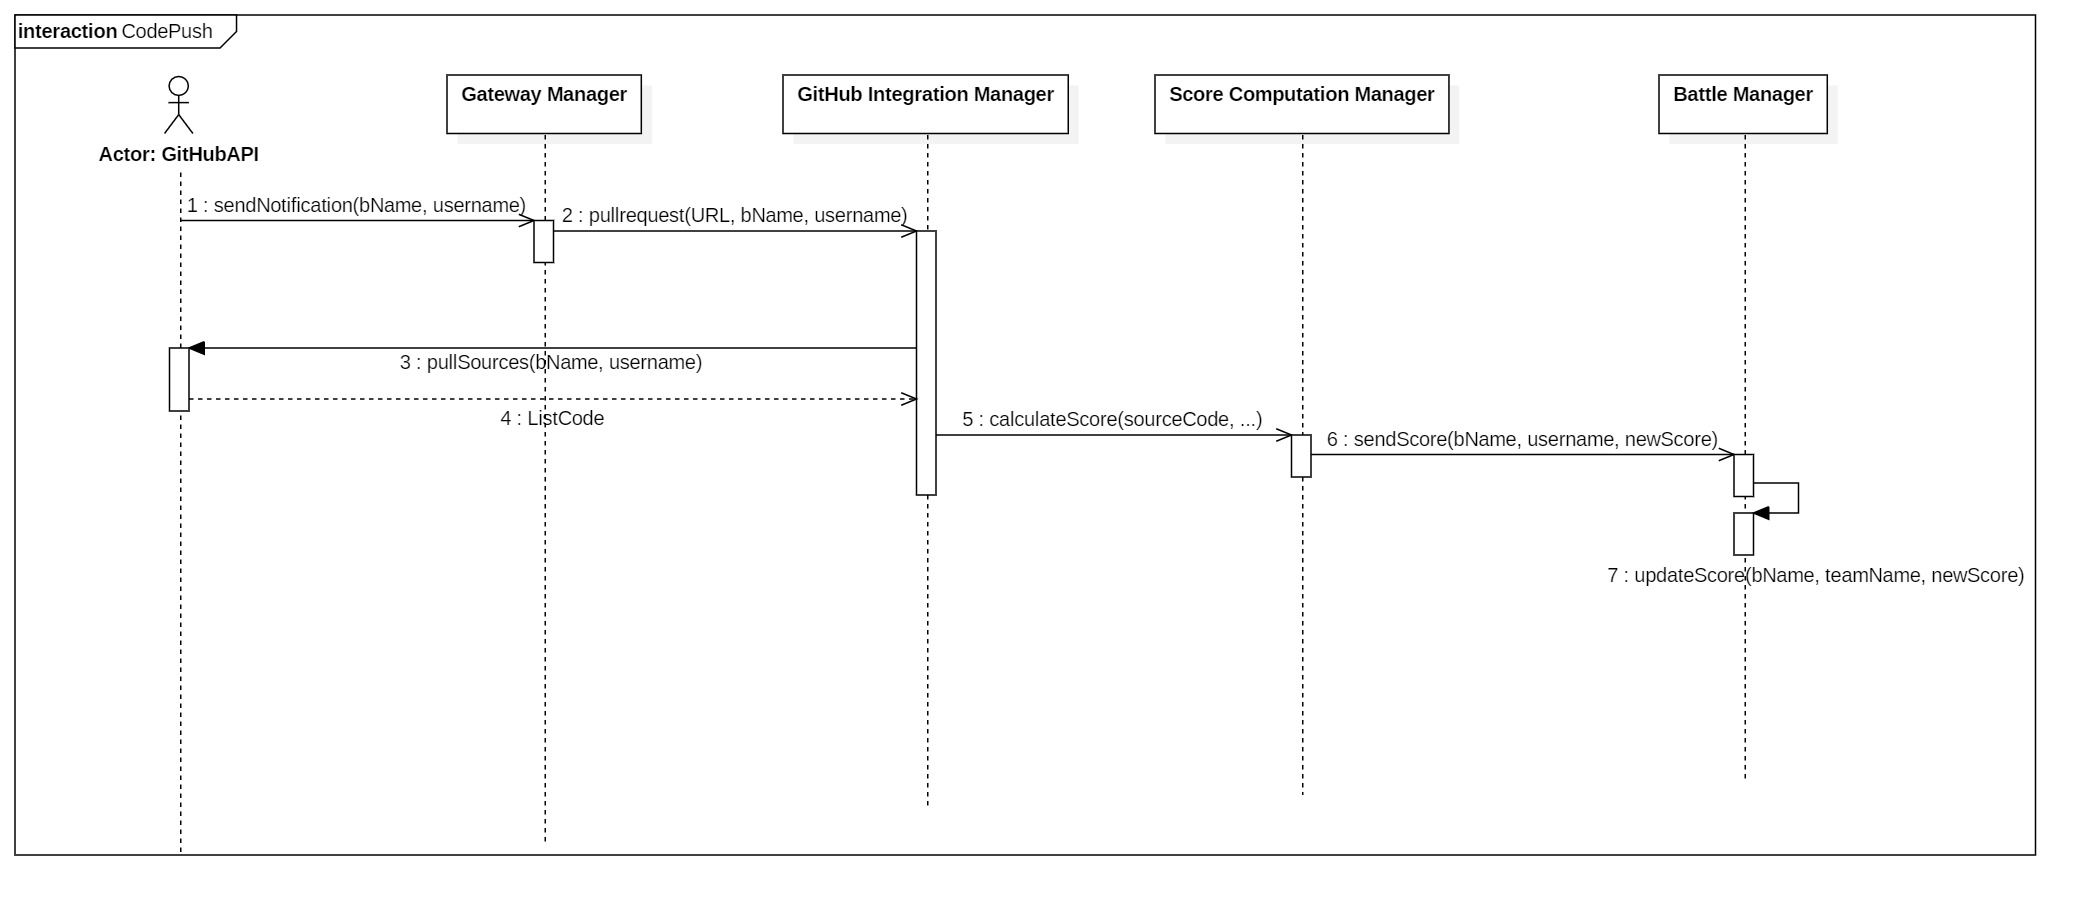 interaction CodePush
Gateway Manager
GitHub Integration Manager
Score Computation Manager
Battle Manager
Actor: GitHubAPI
1 : sendNotification(bName, username)
2 : pullrequest(URL, bName, username)
3 : pullSources(bName, username)
4 : ListCode
5 : calculateScore(sourceCode, ...)
6 : sendScore(bName, username, newScore)
7 : updateScore(bName, teamName, newScore)